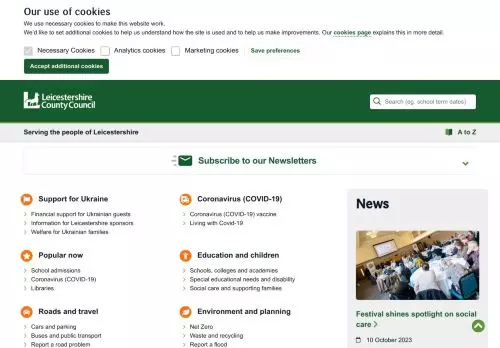 Our use of cookies
We use necessary cookies to make this website work.
We'd like to set additional cookies to help us understand how the site is used and to help us make improvements. Our cookies page explains this in more detail.
Necessary Cookies Analytics cookies Marketing cookies Save preferences
Accept additional cookies
Leicestershire
County Council
Search (eg. school term dates)
Serving the people of Leicestershire
A to Z
Subscribe to our Newsletters
Support for Ukraine
Financial support for Ukrainian guests
Information for Leicestershire sponsors
Welfare for Ukrainian families
Coronavirus (COVID-19)
Coronavirus (COVID-19) vaccine
Living with Covid-19
Popular now
School admissions
Coronavirus (COVID-19)
Libraries
Education and children
Schools, colleges and academies
Special educational needs and disability
Social care and supporting families
Roads and travel
Cars and parking
Buses and public transport
Report a road problem
Environment and planning
Net Zero
Waste and recycling
Report a flood
News
Festival shines spotlight on social
care
10 October 2023